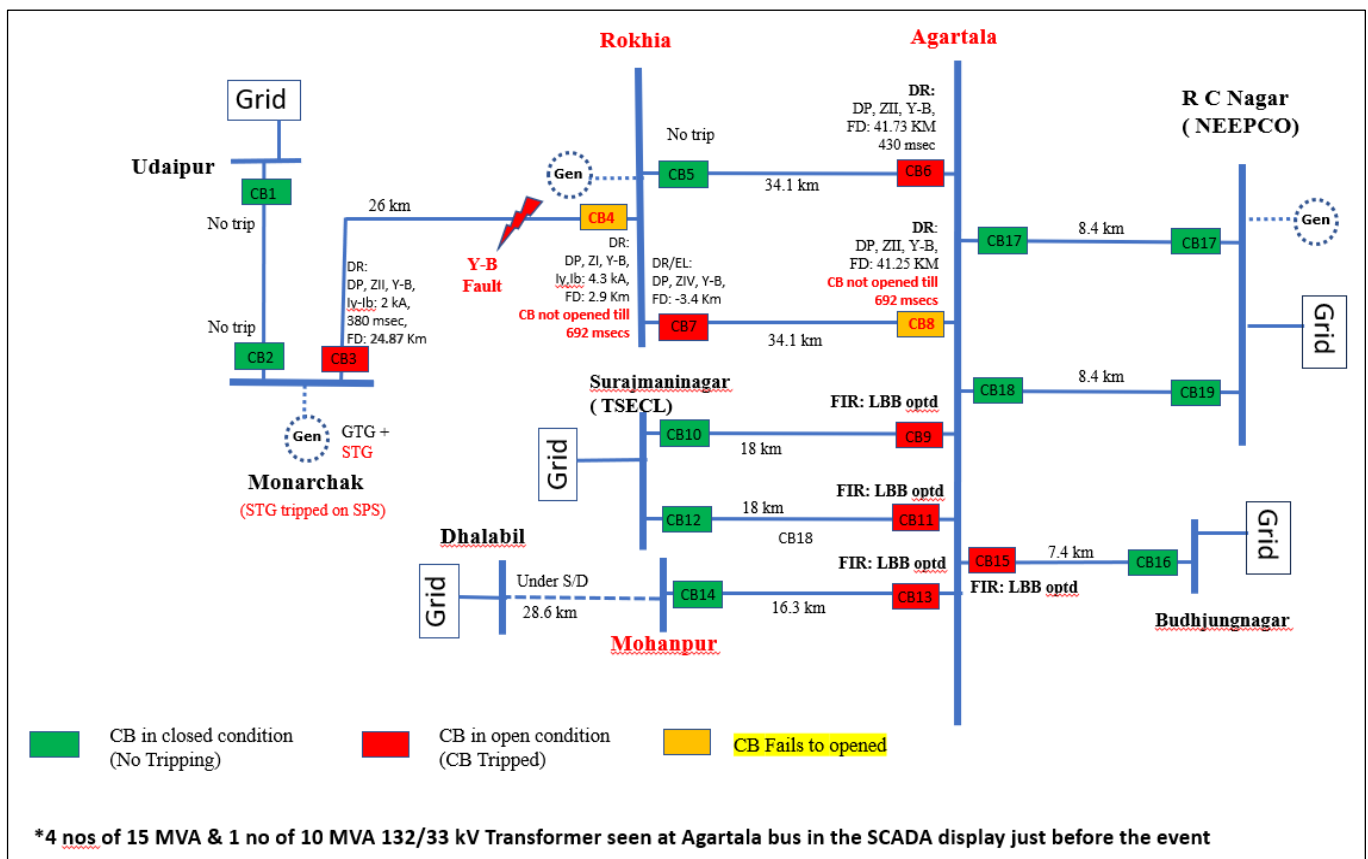 Rokhia
Agartala
Grid
Udaipur
CB1
No trip
No trip
CB2
26 km
DR:
DP, ZII, Y-B,
Iy-Ib: 2 kA,
380 msec,
FD: 24.87 Km
CB3
Gen
GTG +
STG
Monarchak
(STG tripped on SPS)
Y-B
Fault
Gen
CB4
DR:
DP, ZI, Y-B,
Iy,Ib: 4.3 kA,
FD: 2.9 Km
CB not opened till
692 msecs
No trip
CB5
34.1 km
DR:
DP, ZII, Y-B,
FD: 41.73 KM
430 msec
CB6
DR/EL:
DP, ZIV, Y-B,
FD: -3.4 Km
CB7
34.1 km
DR:
DP, ZII, Y-B,
FD: 41.25 KM
CB not opened till
692 msecs
CB8
R C Nagar
( NEEPCO)
CB17
8.4 km
CB17
Gen
Grid
CB18
8.4 km
CB19
Surajmaninagar
( TSECL)
Grid
CB10
18 km
FIR: LBB optd
CB9
CB12
18 km
CB18
FIR: LBB optd
CB11
Dhalabil
Grid
Under S/D
28.6 km
CB14
Mohanpur
16.3 km
FIR: LBB optd
CB13
CB15
FIR: LBB optd
7.4 km
CB16
Grid
Budhjungnagar
CB in closed condition
(No Tripping)
CB in open condition
(CB Tripped)
CB Fails to opened
*4 nos of 15 MVA & 1 no of 10 MVA 132/33 kV Transformer seen at Agartala bus in the SCADA display just before the event